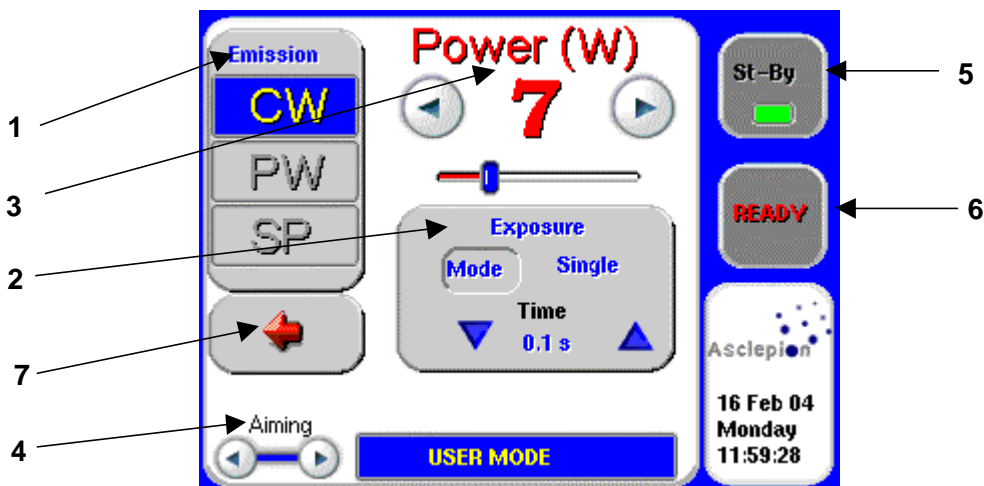 1
3
2
7
4
Emission
CW
PW
SP
Power (W)
7
Exposure
Mode Single
Time
0.1 s
Aiming
USER MODE
St-By
READY
Asclepion
16 Feb 04
Monday
11:59:28
5
6